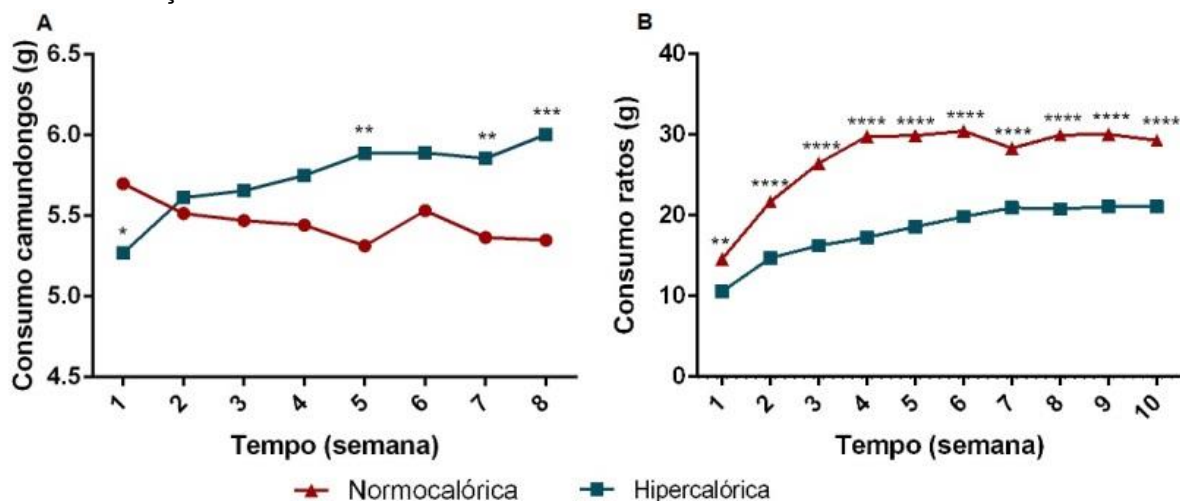 A
Consumo camundongos (g)
6.5
6.0
5.5
5.0
4.5
*
**
**
***
1 2 3 4 5 6 7 8
Tempo (semana)
B
Consumo ratos (g)
40
30
20
10
0
**
****
****
****
****
****
****
****
****
****
1 2 3 4 5 6 7 8 9 10
Tempo (semana)
Normocalórica Hipercalórica